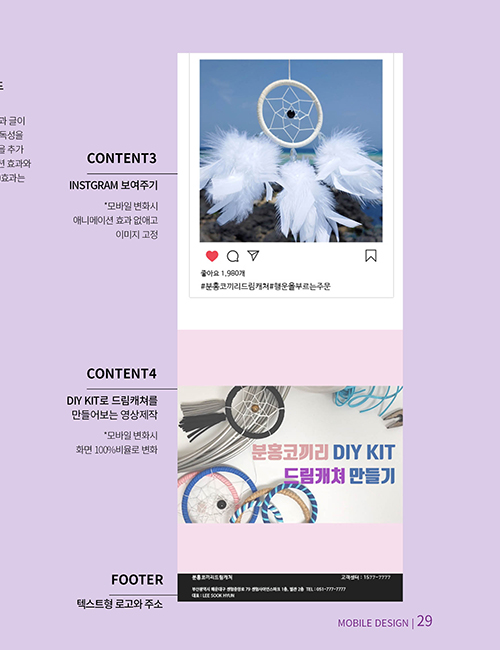 과 글이
독성을
을 추가
션 효과와
효과는
CONTENT3
INSTGRAM 보여주기
*모바일 변화시
애니메이션 효과 없애고
이미지 고정
좋아요 1,980개
#분홍코끼리드림캐쳐#행운을부르는주문
CONTENT4
DIY KIT로 드림캐쳐를
만들어보는 영상제작
*모바일 변화시
화면 100%비율로 변화
분홍코끼리 DIY KIT
드림캐쳐 만들기
FOOTER
텍스트형 로고와 주소
분홍코끼리드림캐쳐
고객센터 : 1577-7777
부산광역시 해운대구 센텀중앙로 79 센텀사이언스파크 1층, 별관 2층 TEL : 051-777-7777
대표 : LEE SOOK HYUN
MOBILE DESIGN | 29